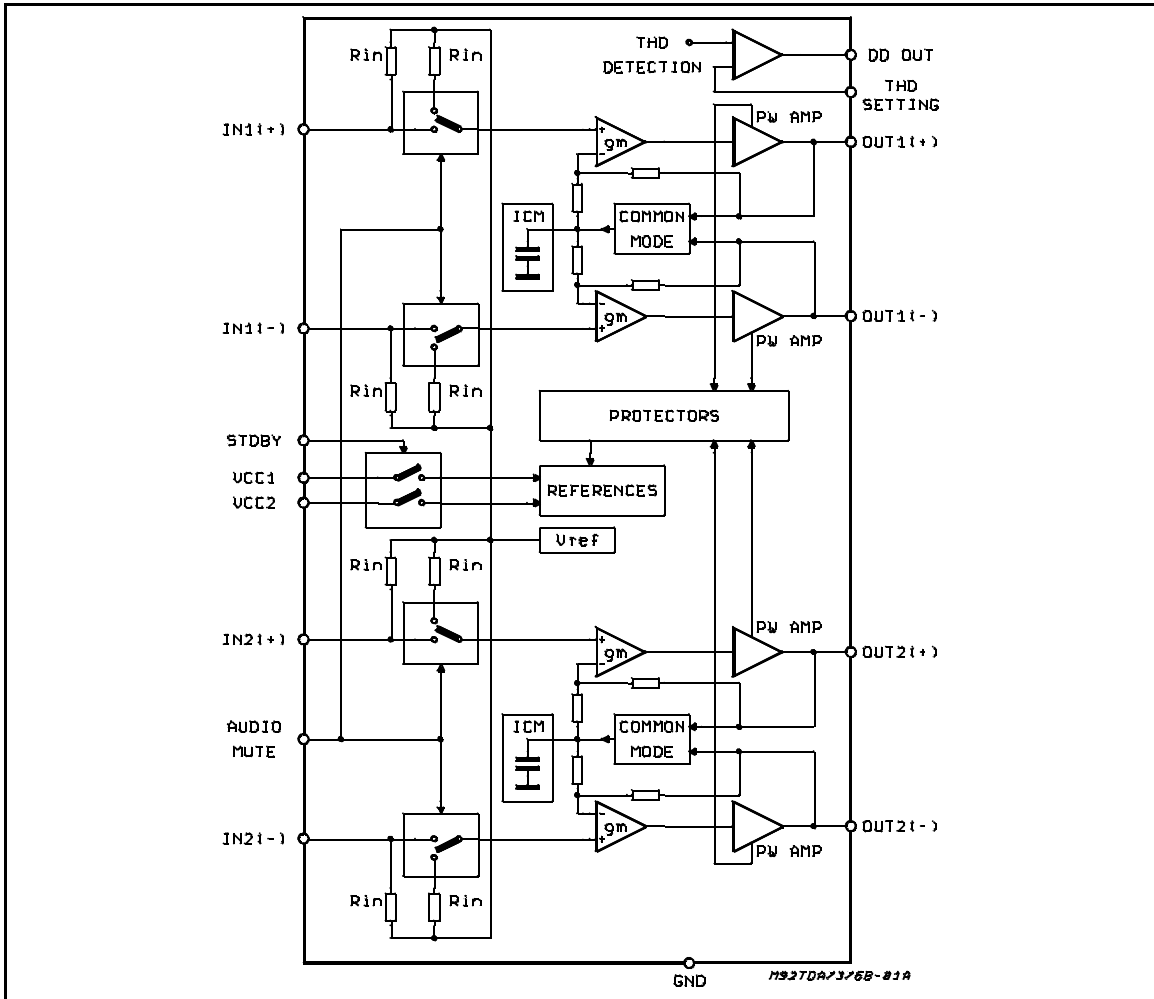 Rin
Rin
THD
DETECTION
DD OUT
THD
SETTING
IN1(+)
PW AMP
gm
OUT1(+)
ICM
COMMON
MODE
IN1(-)
gm
OUT1(-)
PW AMP
Rin
Rin
PROTECTORS
STDBY
VCC1
VCC2
REFERENCES
Vref
Rin
Rin
PW AMP
IN2(+)
gm
OUT2(+)
AUDIO
MUTE
ICM
COMMON
MODE
IN2(-)
gm
OUT2(-)
PW AMP
Rin
Rin
GND
M92TDA7376B-01A